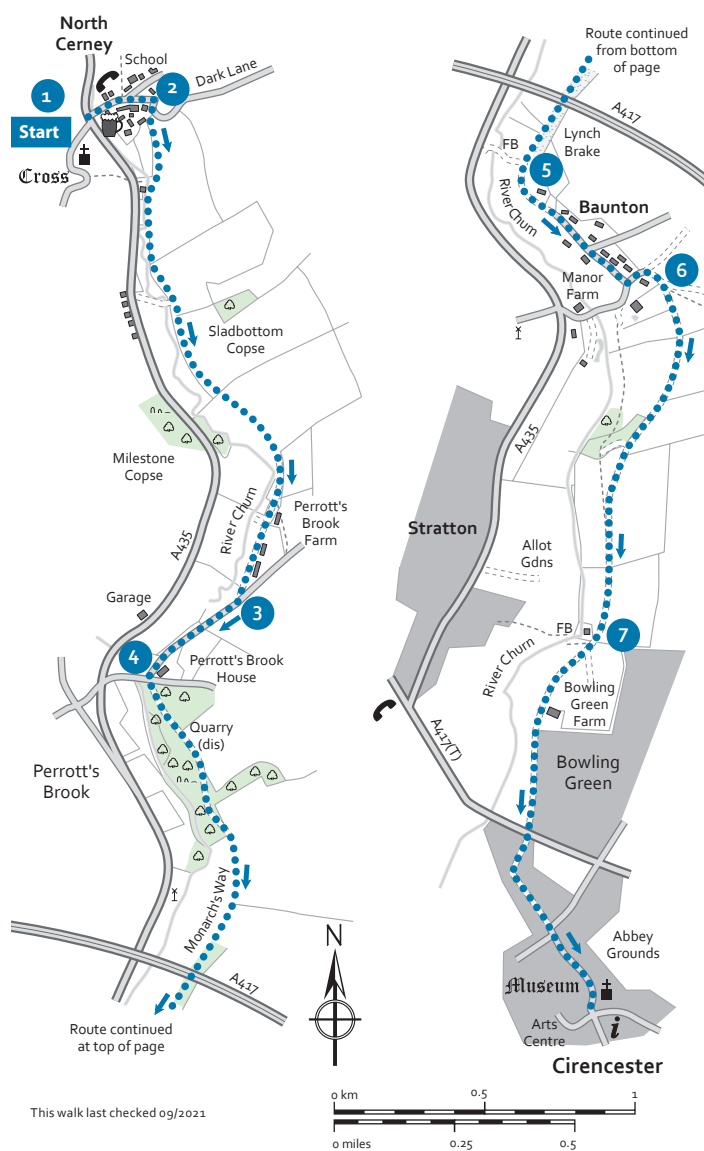 North
Cerney
School
Dark Lane
1
2
Start
Cross
Sladbottom
Copse
Milestone
Copse
River Churn
Perrott's
Brook
Farm
A435
Garage
3
4
Perrott's Brook
House
Quarry
(dis)
Perrott's
Brook
Monarch's Way
A417
N
Route continued
at top of page
This walk last checked 09/2021
Route continued
from bottom
of page
A417
Lynch
Brake
FB
5
River Churn
Baunton
6
Manor
Farm
A435
Stratton
Allot
Gdns
FB
7
River Churn
Bowling
Green
Farm
A417(T)
Bowling
Green
Abbey
Grounds
Museum
Arts
Centre
i
Cirencester
0 km 0.5 1
0 miles 0.25 0.5